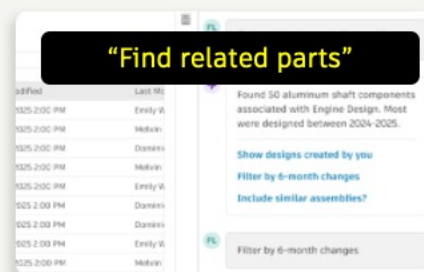 “Find related parts”
FL
odified
Last Mo
2025 2:00 PM
Emily W
2025 2:00 PM
Melvin
2025 2:00 PM
Dominic
2025 2:00 PM
Melvin
2025 2:00 PM
Emily W
2025 2:00 PM
Melvin
2025 2:00 PM
Dominic
2025 2:00 PM
Dominic
2025 2:00 PM
Emily W
2025 2:00 PM
Melvin
Found 50 aluminum shaft components
associated with Engine Design. Most
were designed between 2024-2025.
Show designs created by you
Filter by 6-month changes
Include similar assemblies?
FL
Filter by 6-month changes